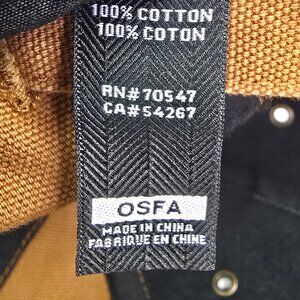 100% COTTON
100% COTON
RN#70547
CA#54267
OSFA
MADE IN CHINA
FABRIQUE EN CHINE